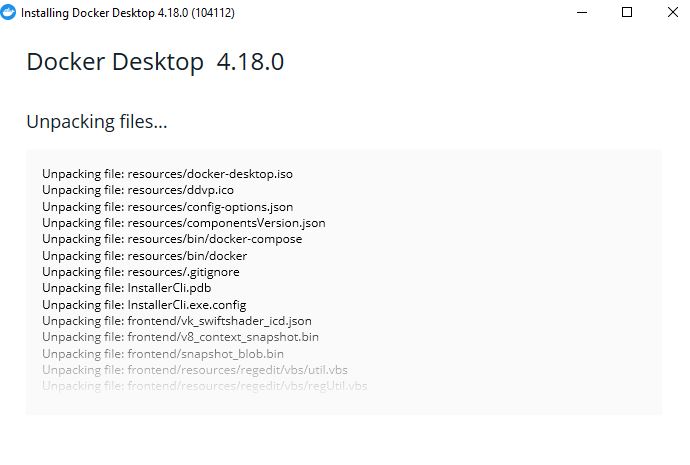 Installing Docker Desktop 4.18.0 (104112)
Docker Desktop 4.18.0
Unpacking files...
Unpacking file: resources/docker-desktop.iso
Unpacking file: resources/ddvp.ico
Unpacking file: resources/config-options.json
Unpacking file: resources/componentsVersion.json
Unpacking file: resources/bin/docker-compose
Unpacking file: resources/bin/docker
Unpacking file: resources/.gitignore
Unpacking file: InstallerCli.pdb
Unpacking file: InstallerCli.exe.config
Unpacking file: frontend/vk_swiftshader_icd.json
Unpacking file: frontend/v8_context_snapshot.bin
Unpacking file: frontend/snapshot_blob.bin
Unpacking file: frontend/resources/regedit/vbs/util.vbs
Unpacking file: frontend/resources/regedit/vbs/regUtil.vbs